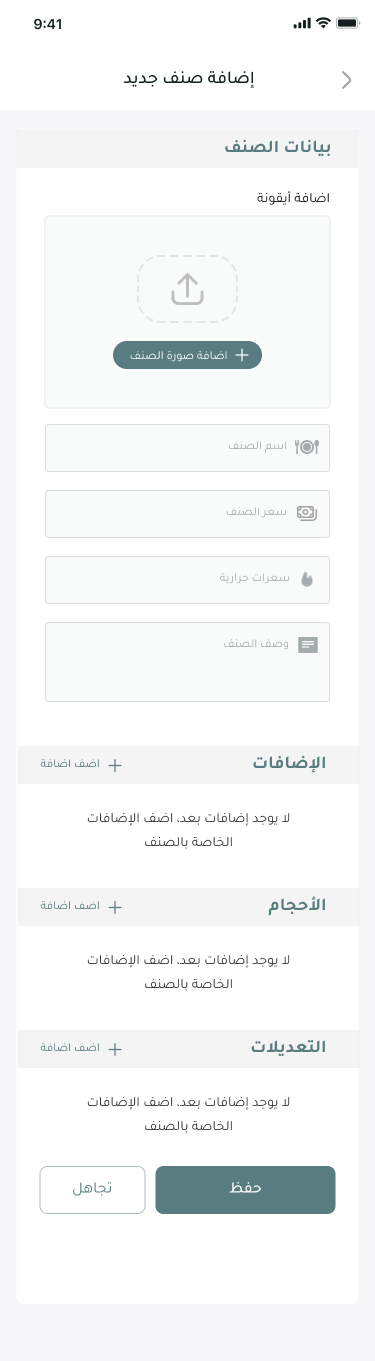 9:41
إضافة صنف جديد
بيانات الصنف
اضافة أيقونة
اضافة صورة الصنف
اسم الصنف
سعر الصنف
سعرات حرارية
وصف الصنف
الإضافات
اضف اضافة
لا يوجد إضافات بعد، اضف الإضافات
الخاصة بالصنف
الأحجام
اضف اضافة
لا يوجد إضافات بعد، اضف الإضافات
الخاصة بالصنف
التعديلات
اضف اضافة
لا يوجد إضافات بعد، اضف الإضافات
الخاصة بالصنف
حفظ
تجاهل